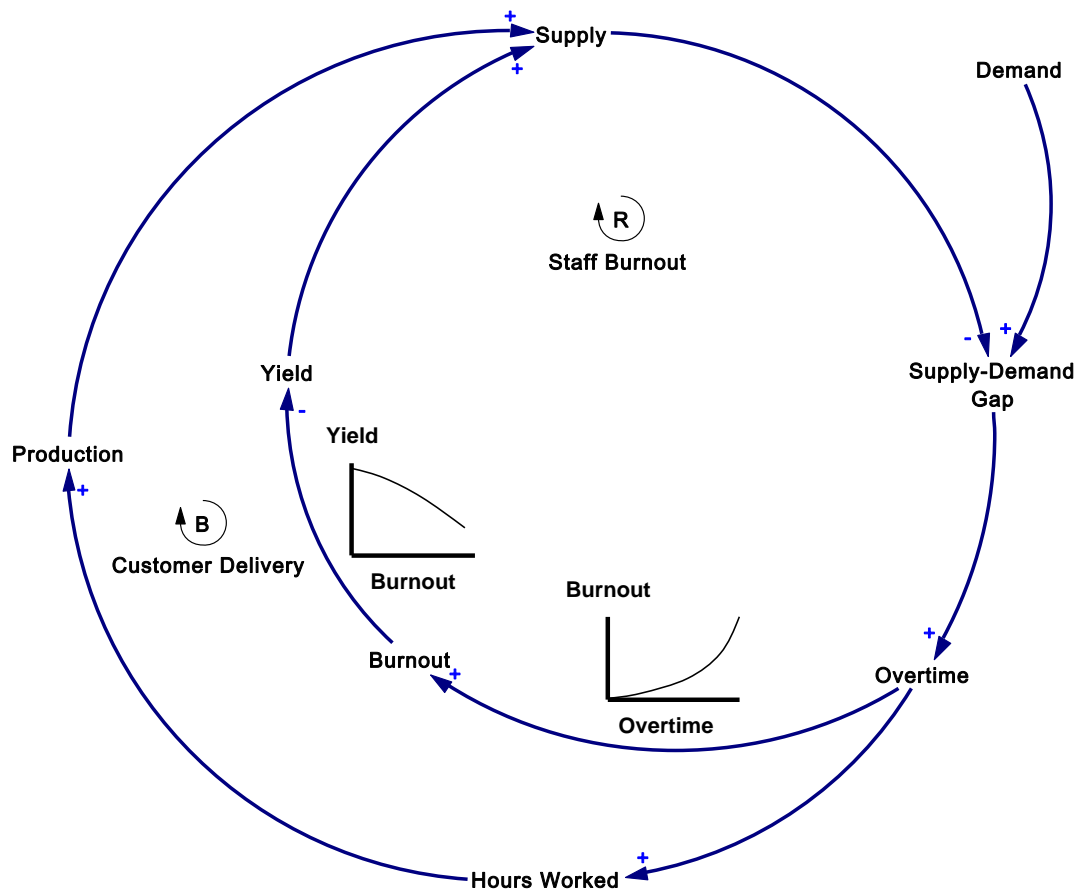 +
Supply
+
Demand
R
Staff Burnout
-
+
Supply-Demand
Gap
Yield
-
Yield
Production
+
B
Customer Delivery
Burnout
Burnout
+
Burnout
+
Overtime
Overtime
+
Hours Worked